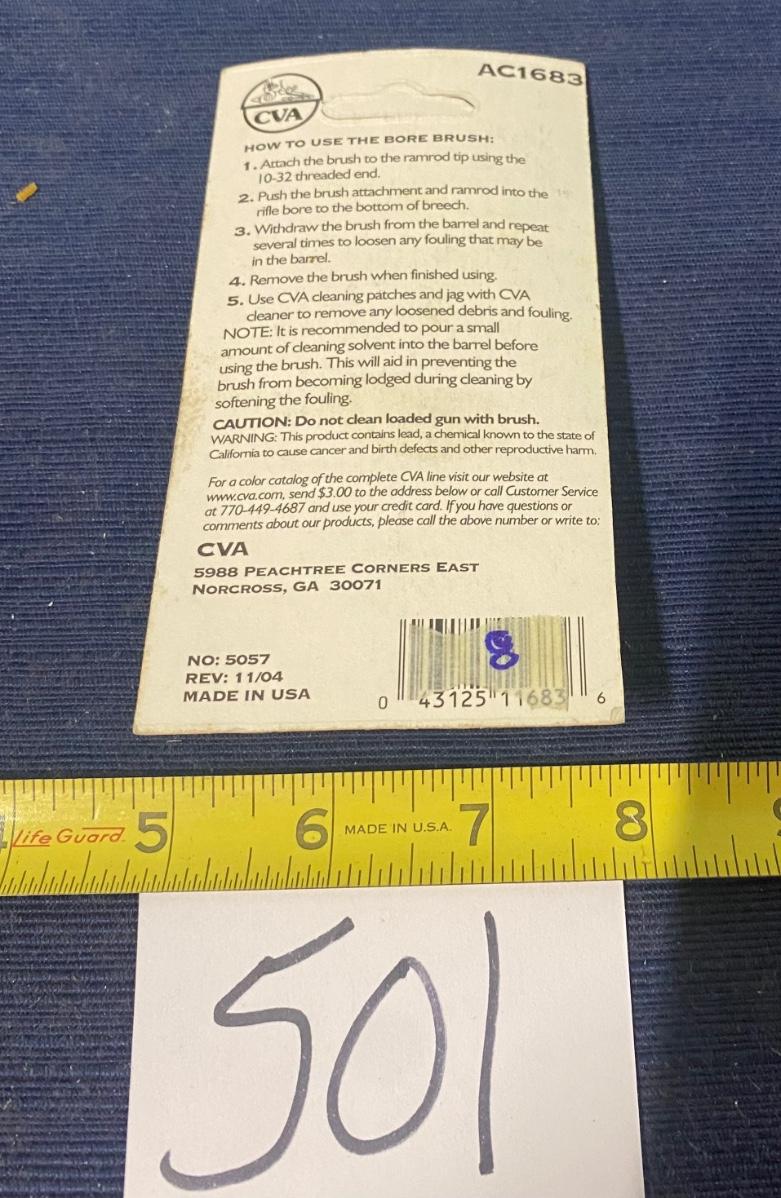 AC1683
CVA
HOW TO USE THE BORE BRUSH:
1. Attach the brush to the ramrod tip using the
10-32 threaded end.
2. Push the brush attachment and ramrod into the
rifle bore to the bottom of breech.
3. Withdraw the brush from the barrel and repeat
several times to loosen any fouling that may be
in the barrel.
4. Remove the brush when finished using.
5. Use CVA cleaning patches and jag with CVA
cleaner to remove any loosened debris and fouling.
NOTE: It is recommended to pour a small
amount of cleaning solvent into the barrel before
using the brush. This will aid in preventing the
brush from becoming lodged during cleaning by
softening the fouling.
CAUTION: Do not clean loaded gun with brush.
WARNING: This product contains lead, a chemical known to the state of
California to cause cancer and birth defects and other reproductive harm.
For a color catalog of the complete CVA line visit our website at
www.cva.com, send $3.00 to the address below or call Customer Service
at 770-449-4687 and use your credit card. If you have questions or
comments about our products, please call the above number or write to:
CVA
5988 PEACHTREE CORNERS EAST
NORCROSS, GA 30071
NO: 5057
REV: 11/04
MADE IN USA
8
0 43125 11683 6
Life Guard. 5 6 MADE IN U.S.A. 7 8
501